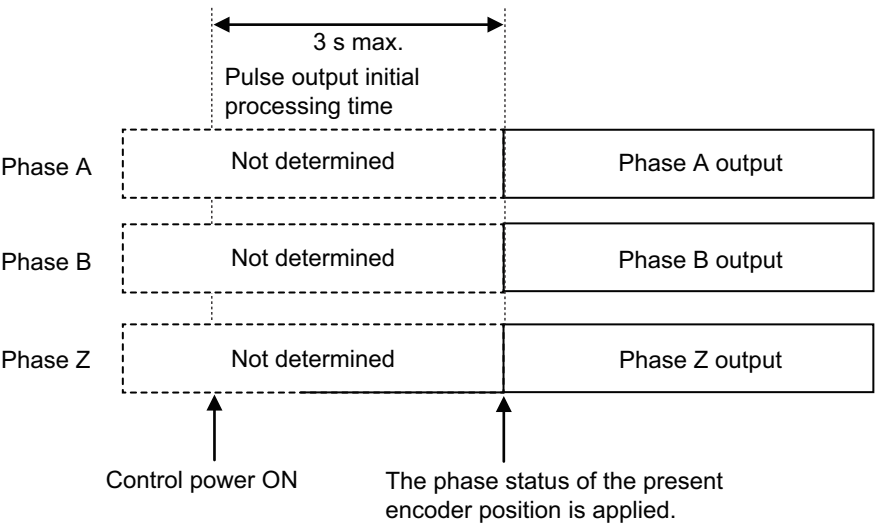 3 s max.
Pulse output initial
processing time
Phase A
Not determined
Phase A output
Phase B
Not determined
Phase B output
Phase Z
Not determined
Phase Z output
Control power ON
The phase status of the present
encoder position is applied.